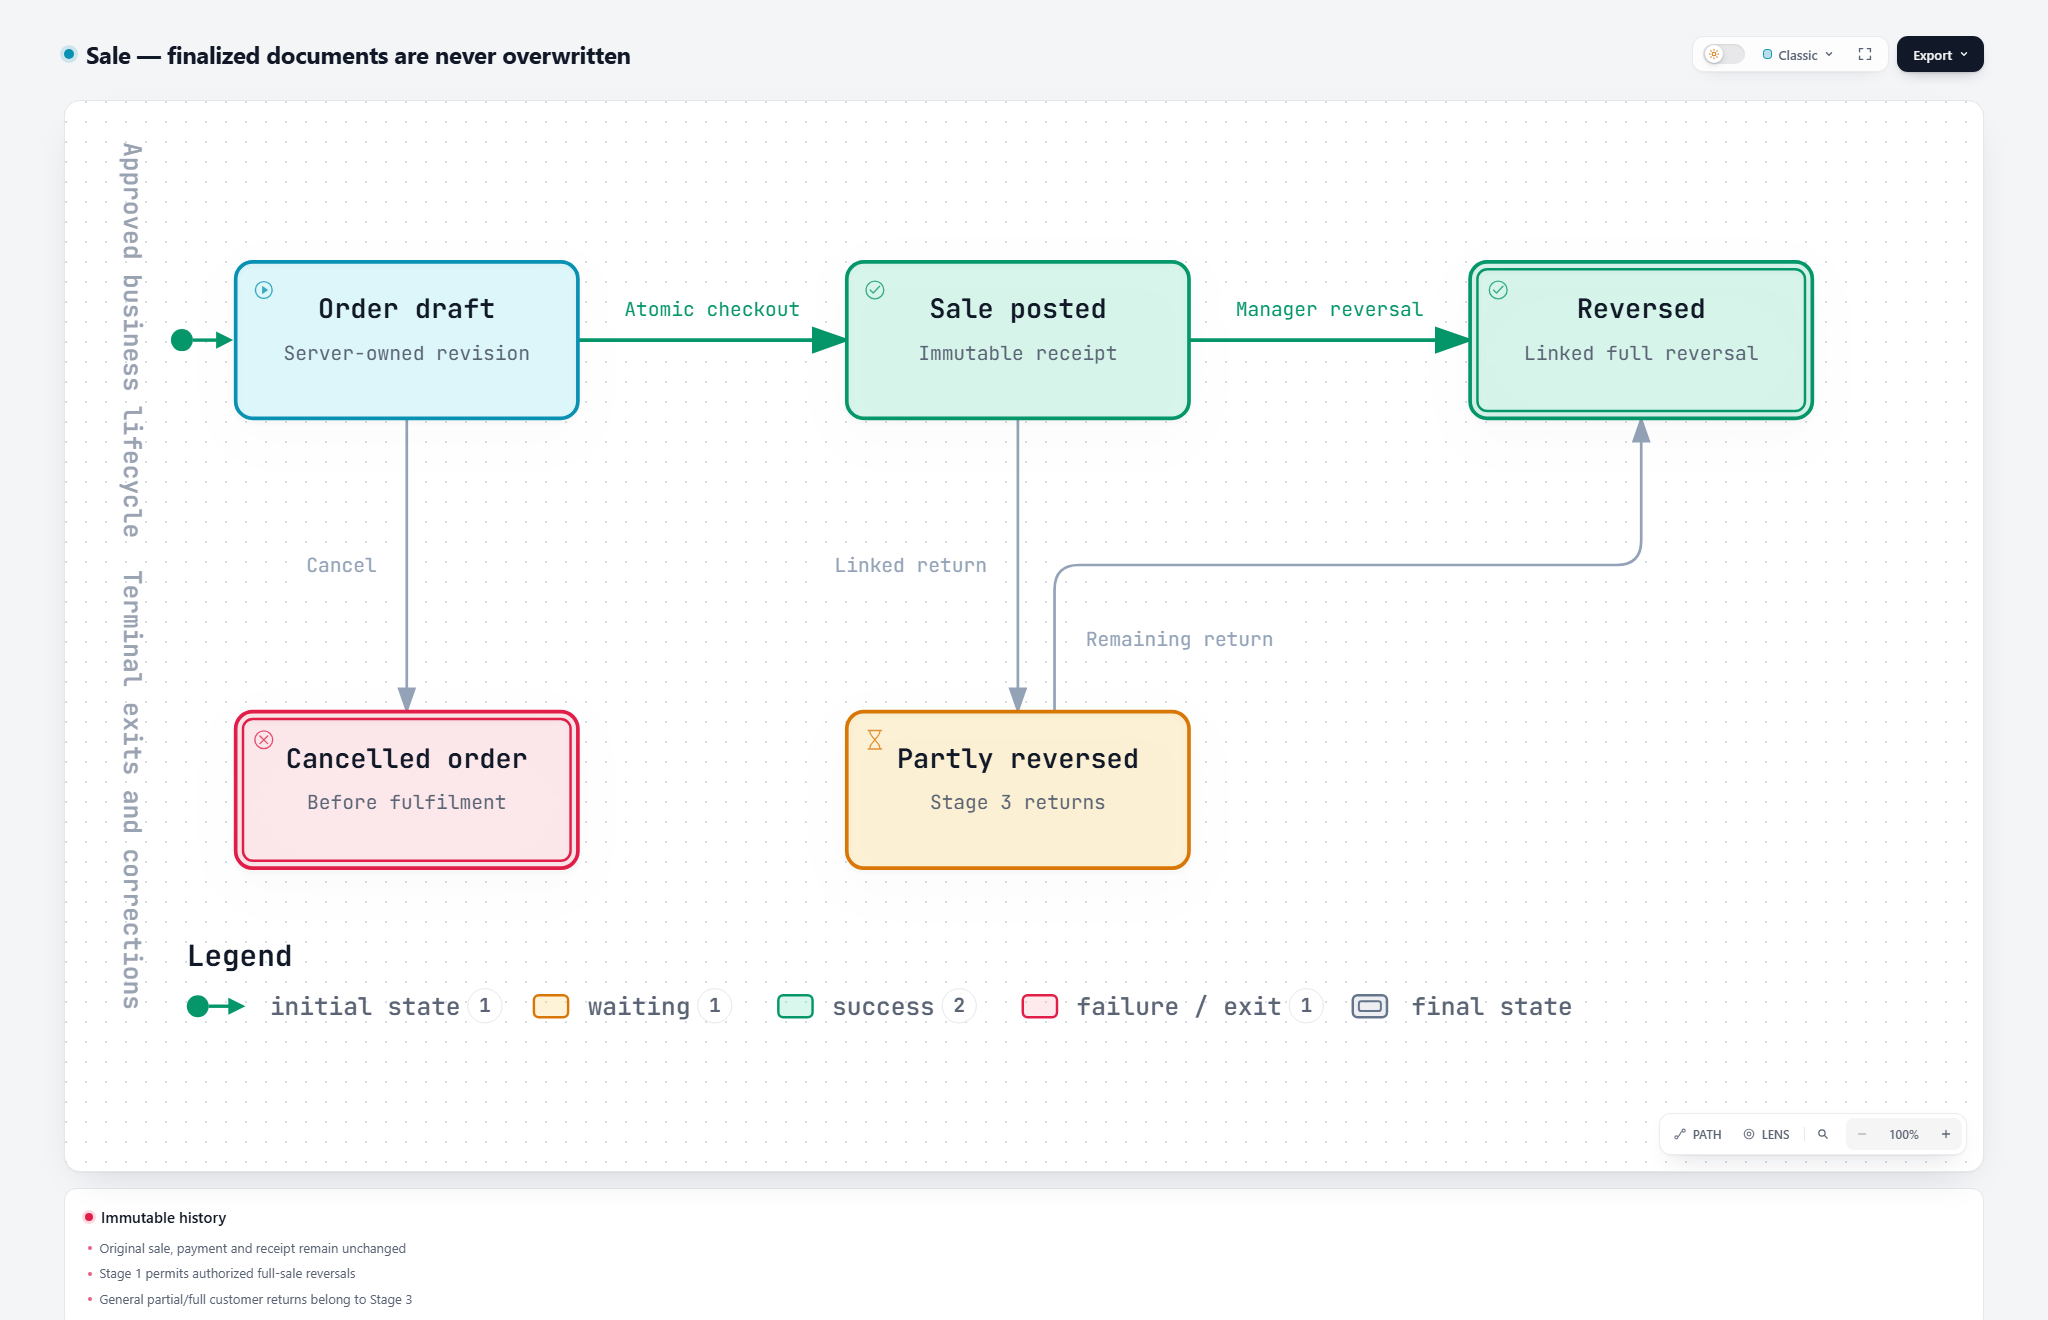 Sale — finalized documents are never overwritten
Classic
Export
Approved business lifecycle
Terminal exits and corrections
Order draft
Server-owned revision
Atomic checkout
Sale posted
Immutable receipt
Manager reversal
Reversed
Linked full reversal
Cancel
Linked return
Remaining return
Cancelled order
Before fulfilment
Partly reversed
Stage 3 returns
Legend
initial state 1 waiting 1 success 2 failure / exit 1 final state
PATH LENS − 100% +
Immutable history
• Original sale, payment and receipt remain unchanged
• Stage 1 permits authorized full-sale reversals
• General partial/full customer returns belong to Stage 3